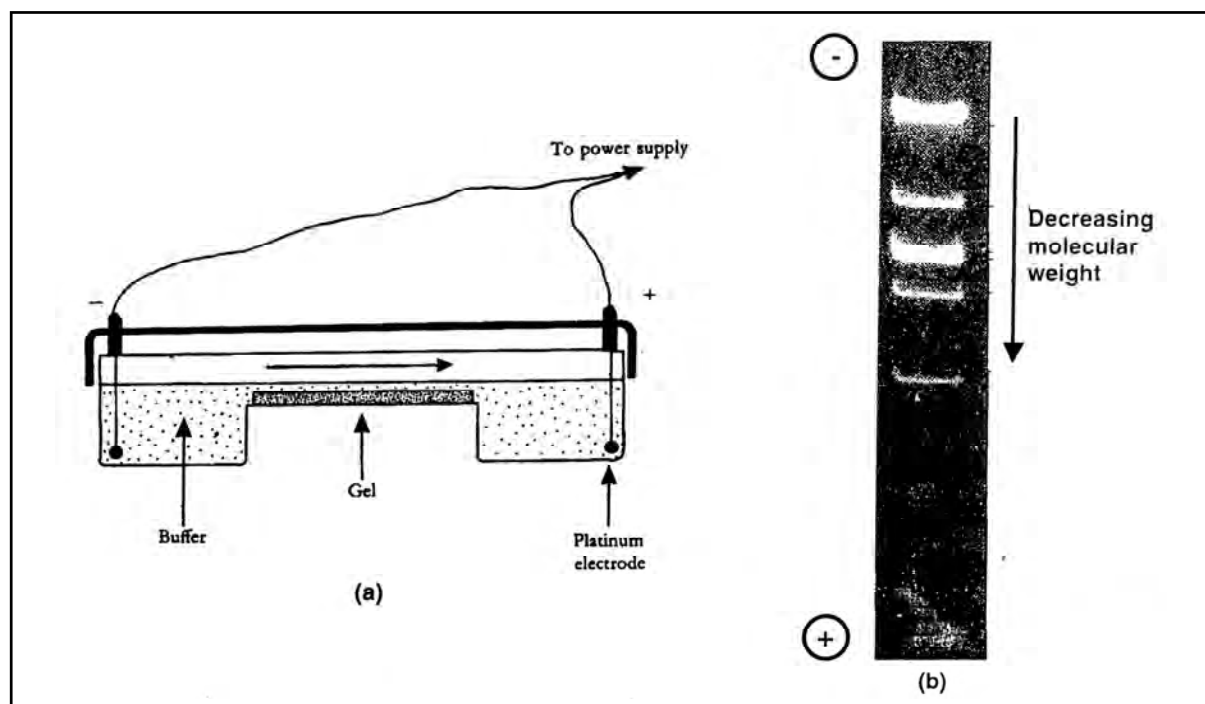 To power supply
−
+
Gel
Buffer
Platinum
electrode
(a)
-
Decreasing
molecular
weight
+
(b)